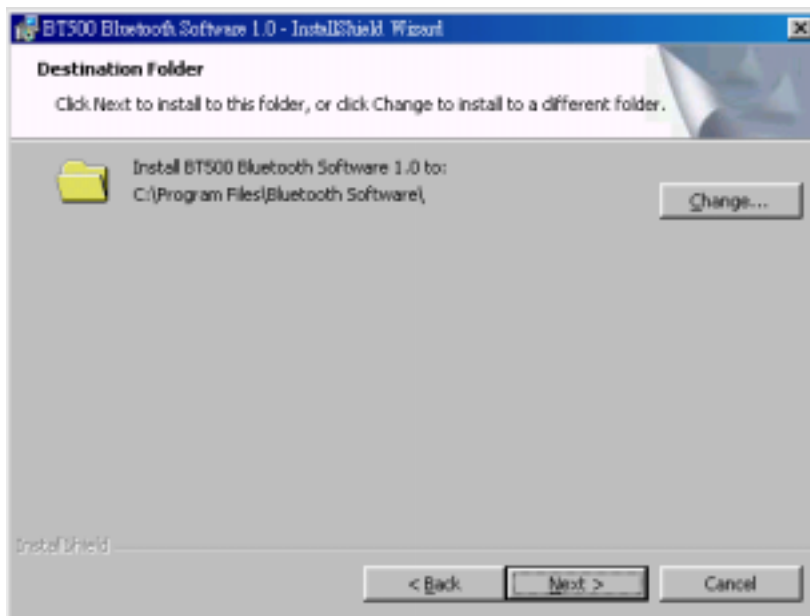 BT500 Bluetooth Software 1.0 - InstallShield Wizard
Destination Folder
Click Next to install to this folder, or click Change to install to a different folder.
Install BT500 Bluetooth Software 1.0 to:
C:\Program Files\Bluetooth Software\
Change...
InstallShield
< Back
Next >
Cancel